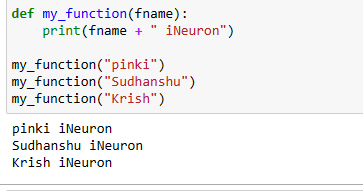 def my_function(fname):
    print(fname + " iNeuron")

my_function("pinki")
my_function("Sudhanshu")
my_function("Krish")
pinki iNeuron
Sudhanshu iNeuron
Krish iNeuron